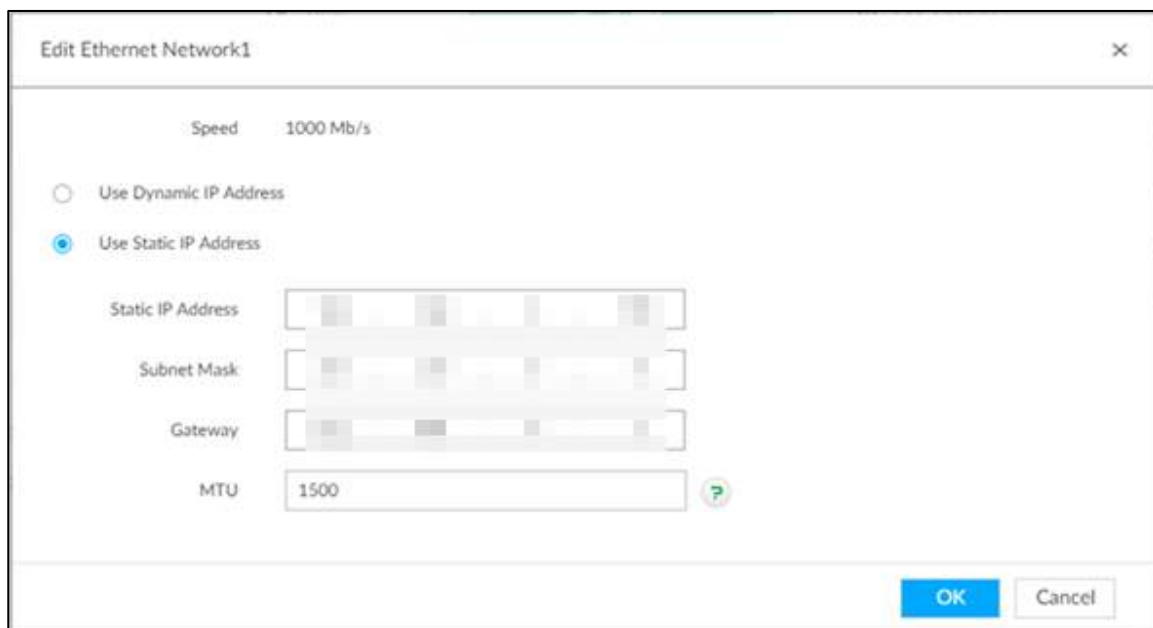 Edit Ethernet Network1
Speed 1000 Mb/s
Use Dynamic IP Address
Use Static IP Address
Static IP Address
Subnet Mask
Gateway
MTU 1500 ?
OK Cancel